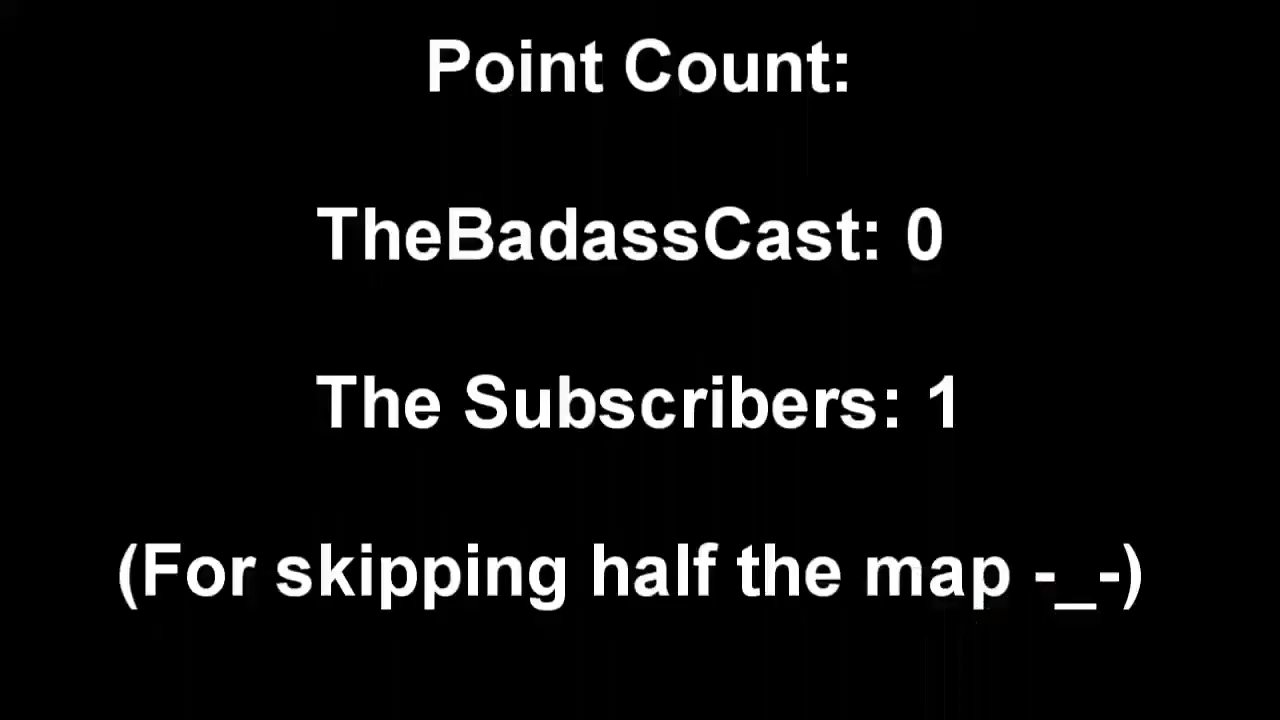 Point Count:
TheBadassCast: 0
The Subscribers: 1
(For skipping half the map -_-)